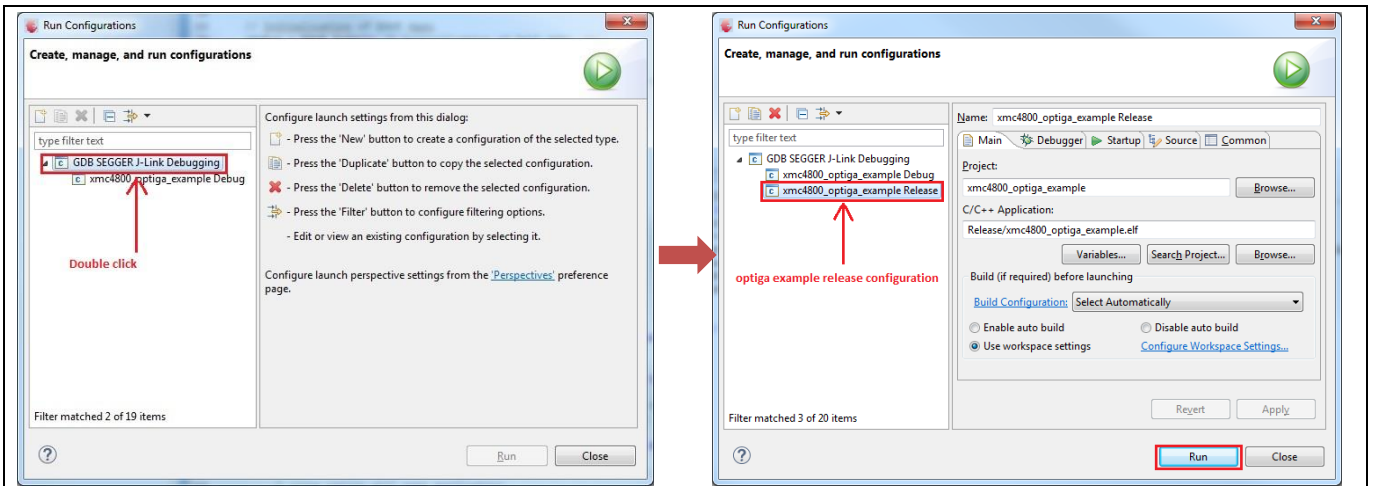 Run Configurations
Create, manage, and run configurations
type filter text
GDB SEGGER J-Link Debugging
xmc4800_optiga_example Debug
Double click
Filter matched 2 of 19 items
Configure launch settings from this dialog:
- Press the 'New' button to create a configuration of the selected type.
- Press the 'Duplicate' button to copy the selected configuration.
- Press the 'Delete' button to remove the selected configuration.
- Press the 'Filter' button to configure filtering options.
- Edit or view an existing configuration by selecting it.
Configure launch perspective settings from the 'Perspectives' preference
page.
Run
Close
Run Configurations
Create, manage, and run configurations
type filter text
GDB SEGGER J-Link Debugging
xmc4800_optiga_example Debug
xmc4800_optiga_example Release
optiga example release configuration
Filter matched 3 of 20 items
Name: xmc4800_optiga_example Release
Main Debugger Startup Source Common
Project:
xmc4800_optiga_example Browse...
C/C++ Application:
Release/xmc4800_optiga_example.elf
Variables... Search Project... Browse...
Build (if required) before launching
Build Configuration: Select Automatically
Enable auto build Disable auto build
Use workspace settings Configure Workspace Settings...
Revert Apply
Run Close